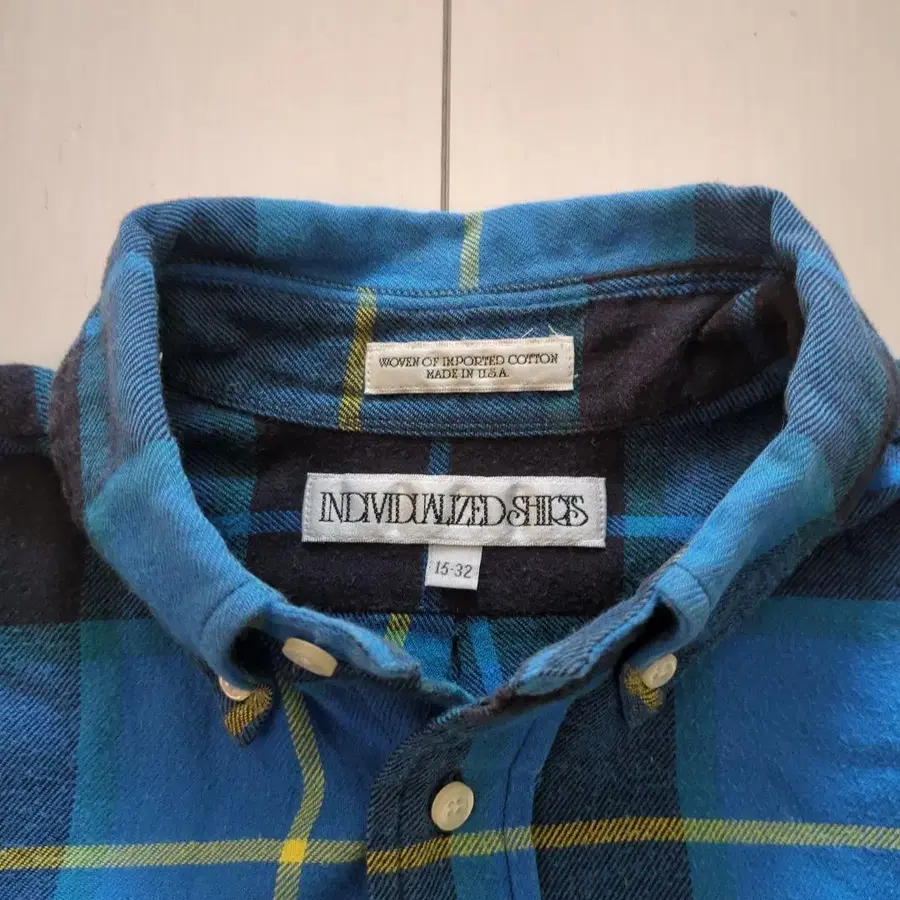 WOVEN OF IMPORTED COTTON
MADE IN U.S.A.
INDIVIDUALIZED SHIRTS
15-32